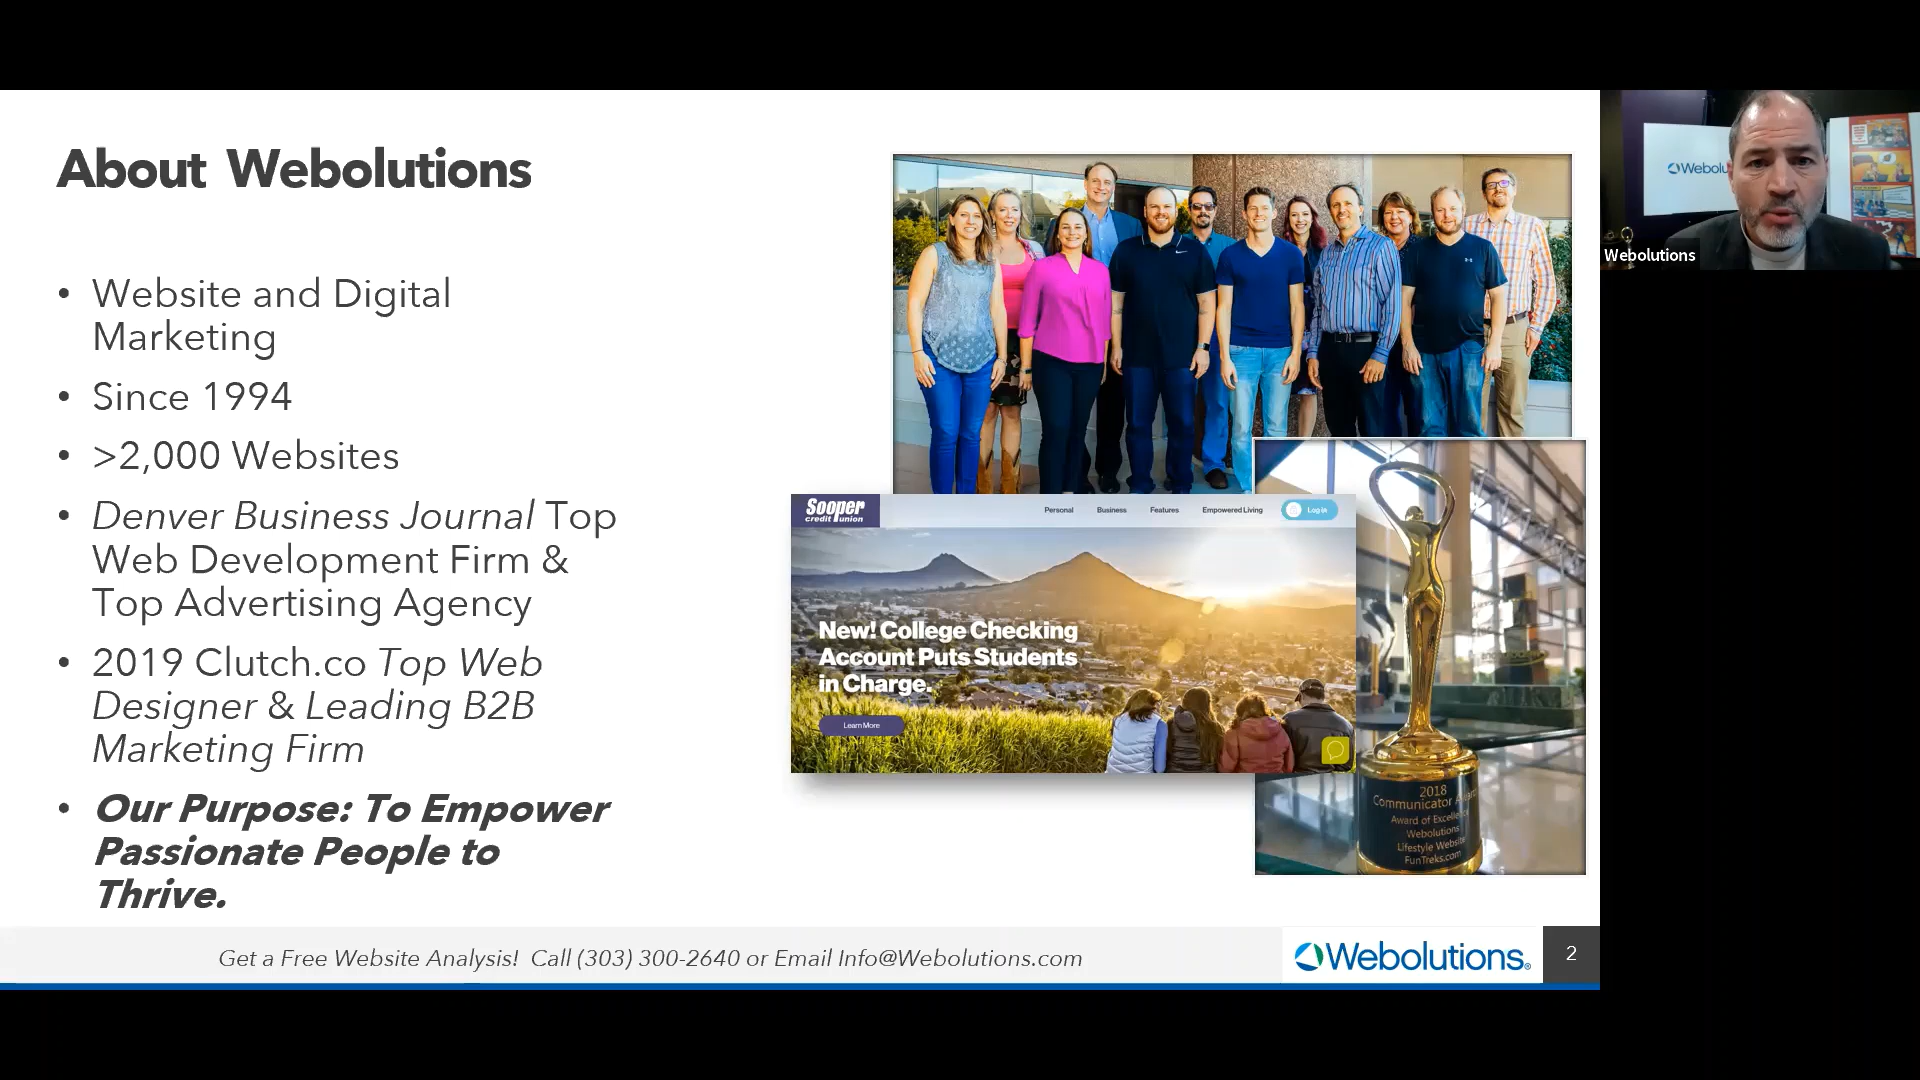 About Webolutions
• Website and Digital
Marketing
• Since 1994
• >2,000 Websites
• Denver Business Journal Top
Web Development Firm &
Top Advertising Agency
• 2019 Clutch.co Top Web
Designer & Leading B2B
Marketing Firm
• Our Purpose: To Empower
Passionate People to
Thrive.
Sooper
credit union
Personal Business Features Empowered Living Log in
New! College Checking
Account Puts Students
in Charge.
Learn More
2018
Communicator
Award of Excellence
Webolutions
Lifestyle Website
FunTreks.com
Get a Free Website Analysis! Call (303) 300-2640 or Email Info@Webolutions.com
Webolutions®
2
Webolu
Webolutions